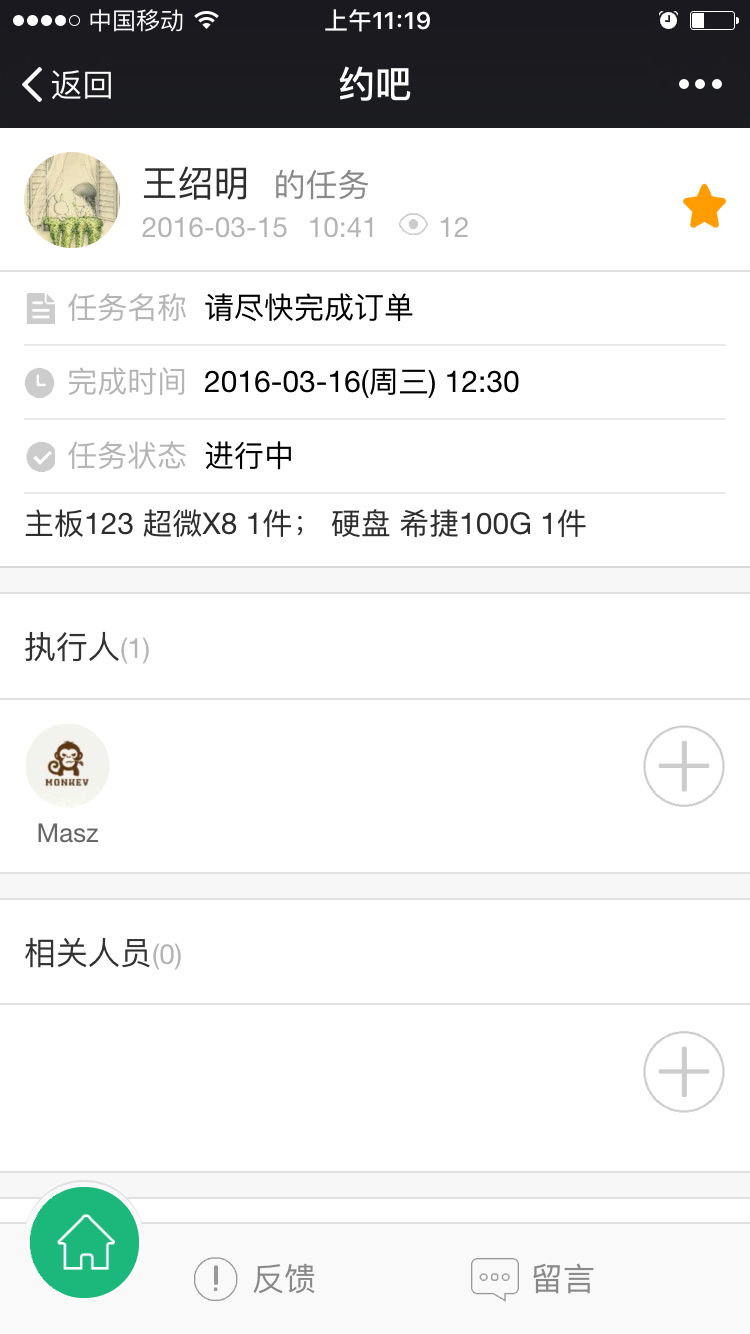 中国移动 上午11:19
返回 约吧
王绍明 的任务
2016-03-15 10:41 12
任务名称 请尽快完成订单
完成时间 2016-03-16(周三) 12:30
任务状态 进行中
主板123 超微X8 1件； 硬盘 希捷100G 1件
执行人(1)
MONKEY
Masz
相关人员(0)
反馈 留言